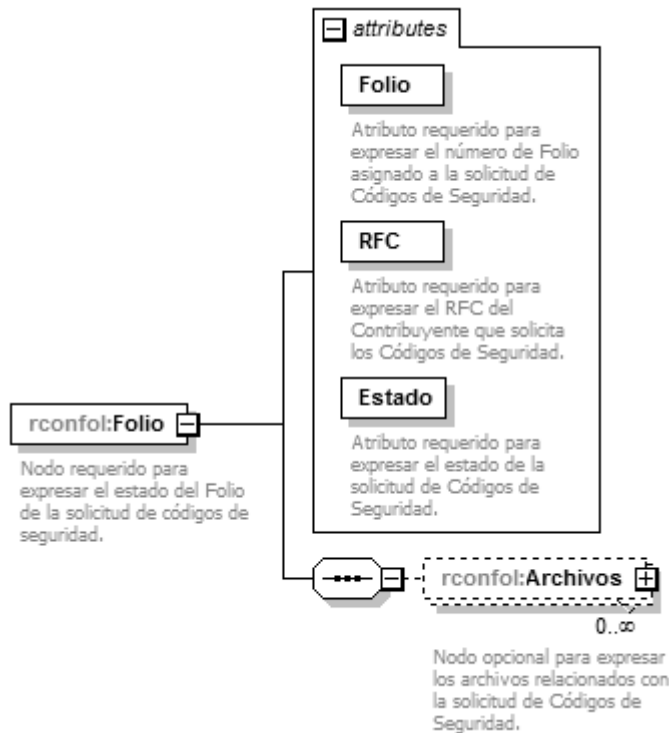 attributes
Folio
Atributo requerido para
expresar el número de Folio
asignado a la solicitud de
Códigos de Seguridad.
RFC
Atributo requerido para
expresar el RFC del
Contribuyente que solicita
los Códigos de Seguridad.
Estado
Atributo requerido para
expresar el estado de la
solicitud de Códigos de
Seguridad.
rconfol:Folio
Nodo requerido para
expresar el estado del Folio
de la solicitud de códigos de
seguridad.
rconfol:Archivos
0..∞
Nodo opcional para expresar
los archivos relacionados con
la solicitud de Códigos de
Seguridad.